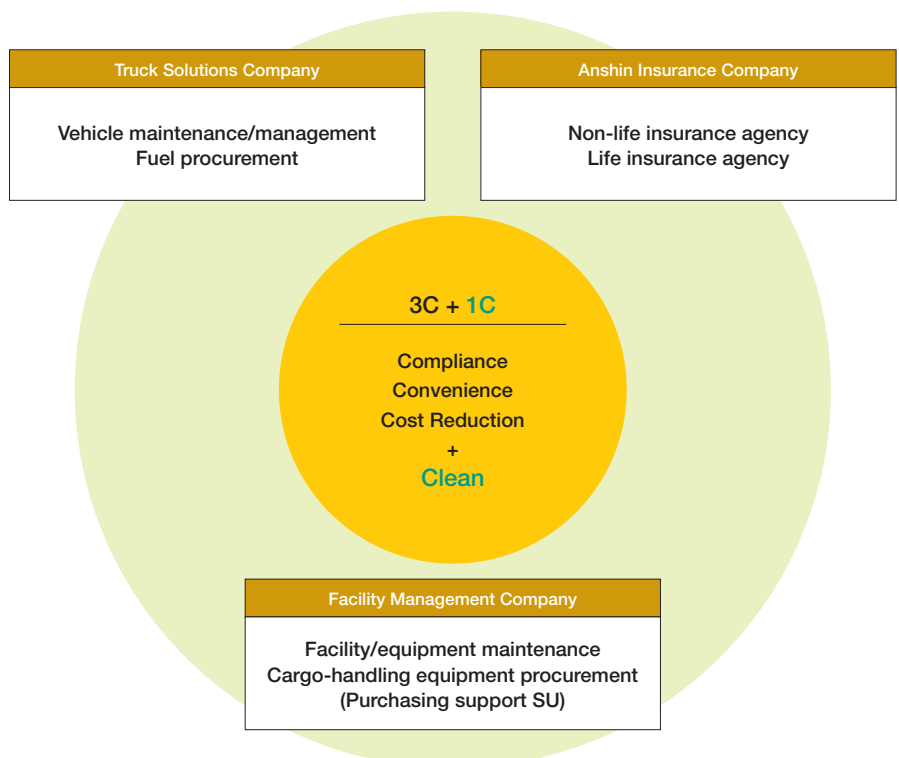 Truck Solutions Company
Vehicle maintenance/management
Fuel procurement
Anshin Insurance Company
Non-life insurance agency
Life insurance agency
3C + 1C
Compliance
Convenience
Cost Reduction
+
Clean
Facility Management Company
Facility/equipment maintenance
Cargo-handling equipment procurement
(Purchasing support SU)